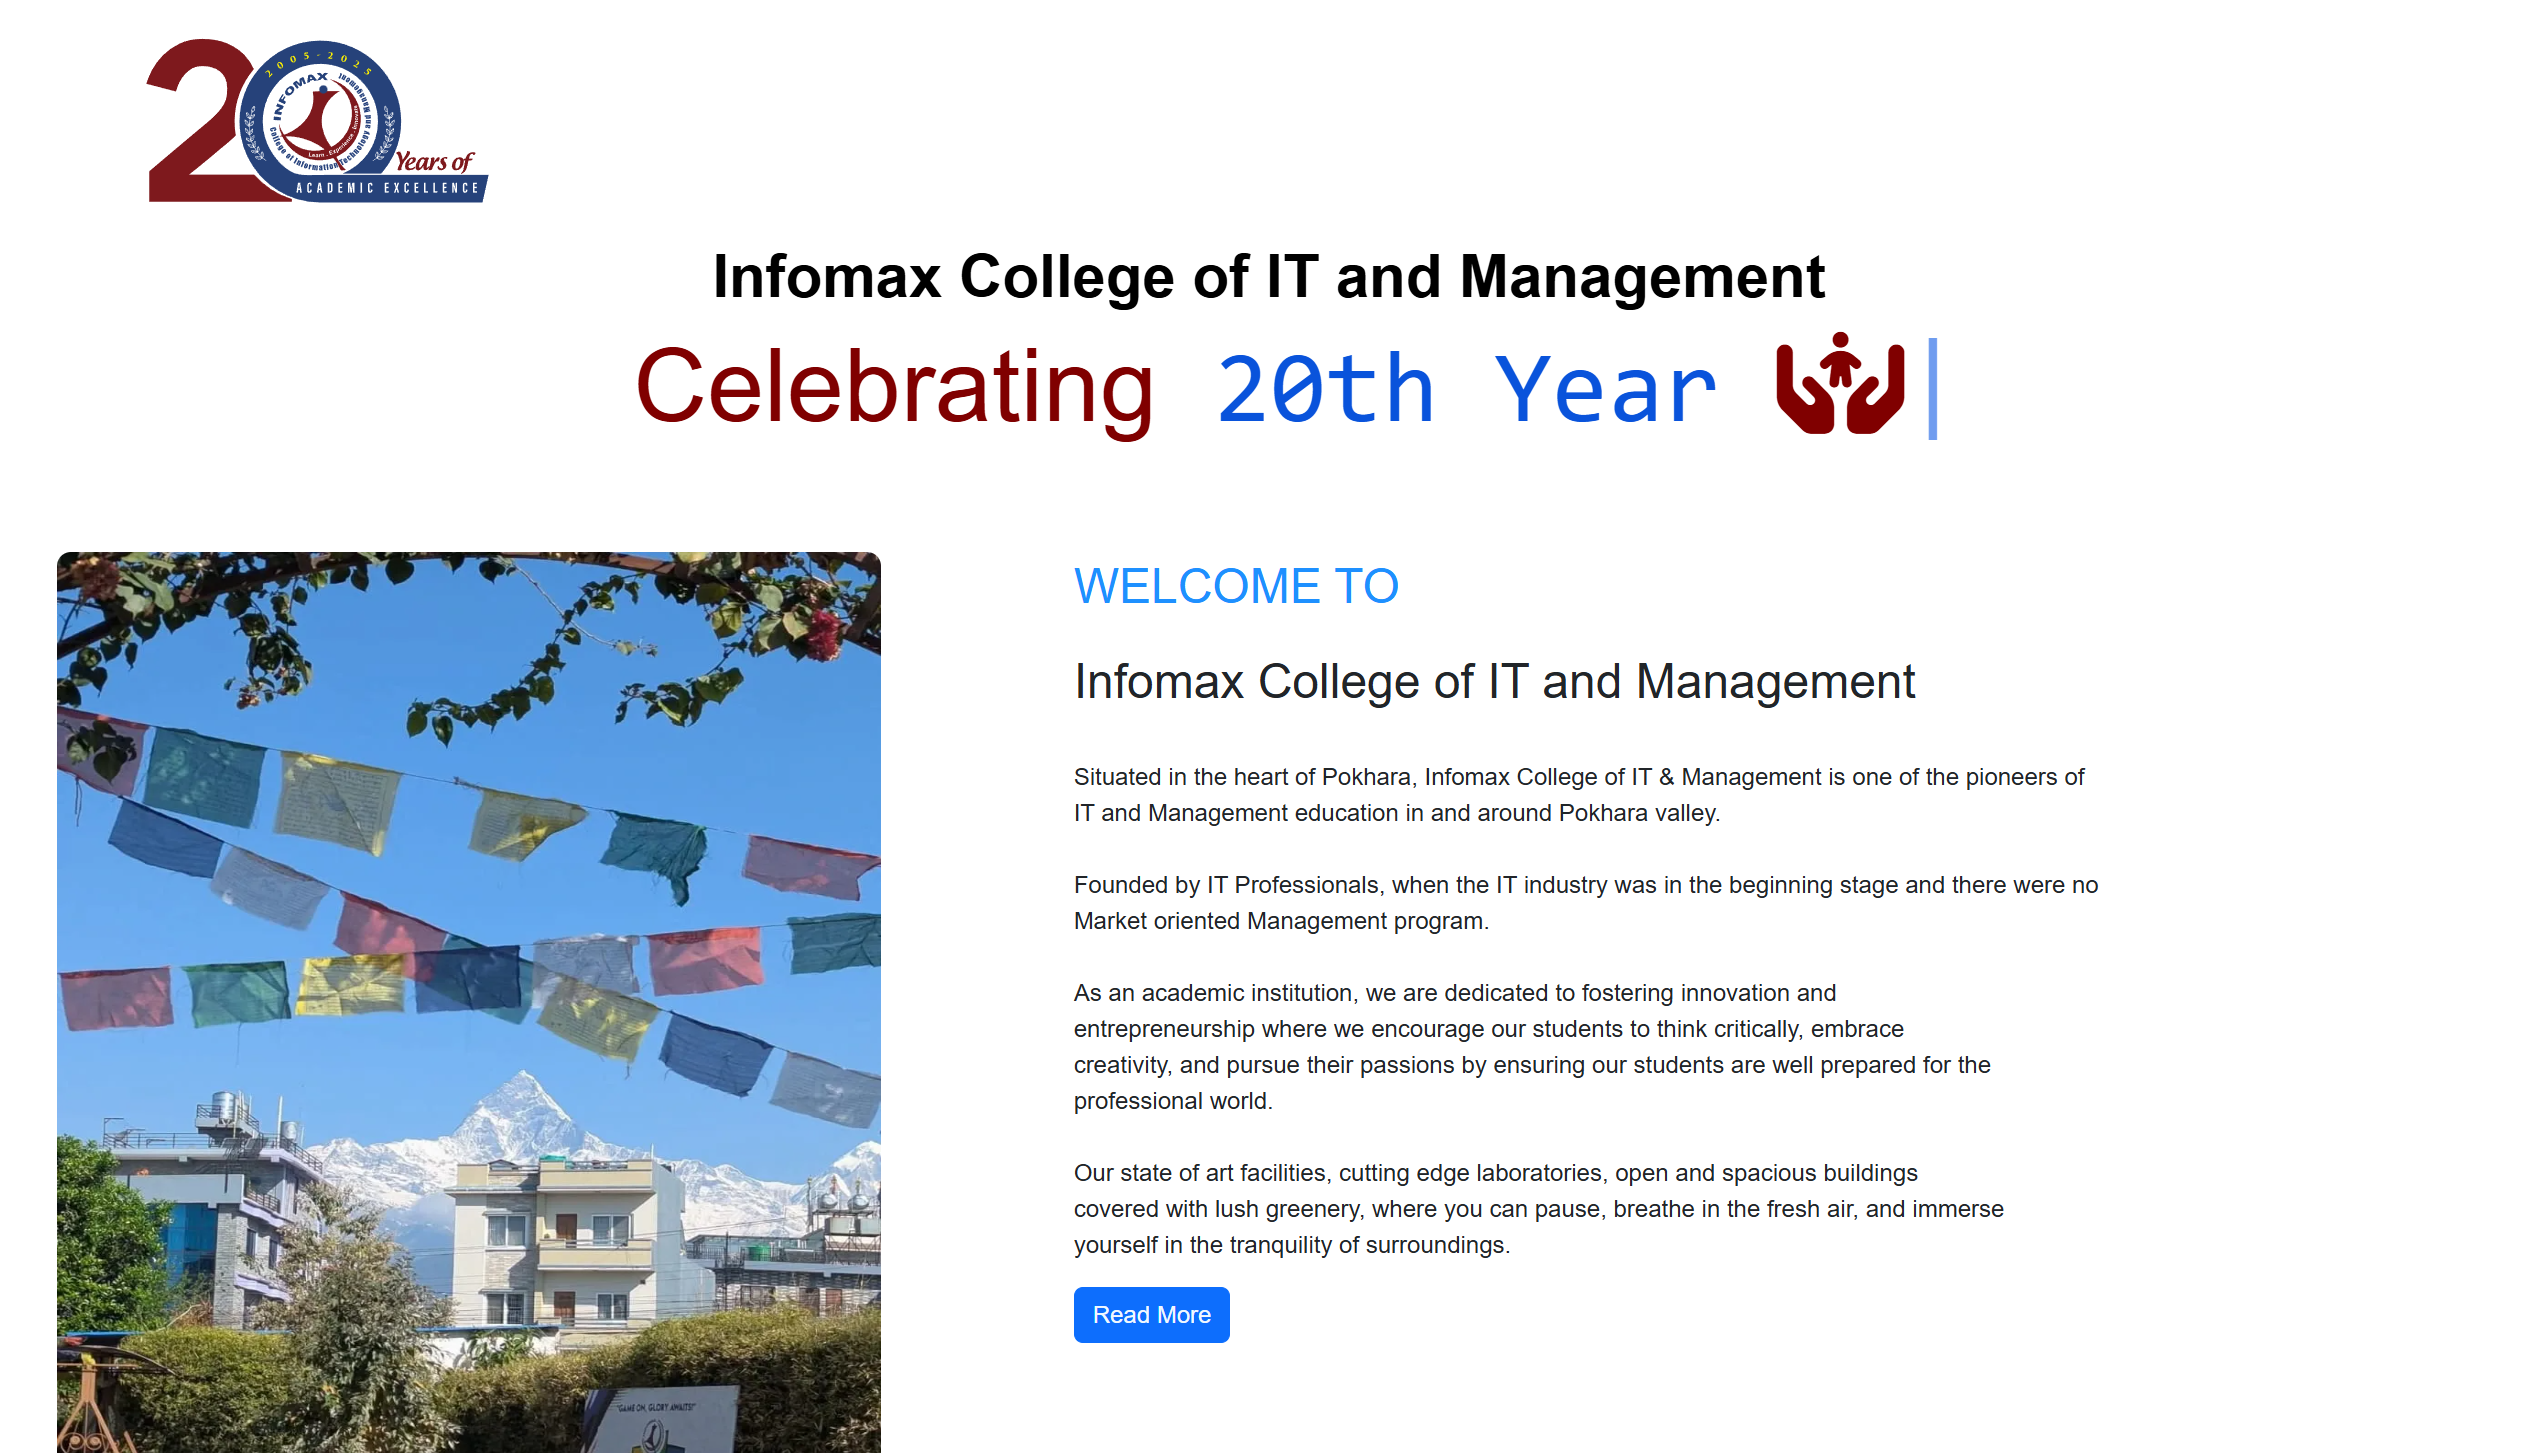 20
2005-2025
INFOMAX
College of Information Technology and Management
Learn . Experience . Innovate
Years of
ACADEMIC EXCELLENCE
Infomax College of IT and Management
Celebrating 20th Year
WELCOME TO
Infomax College of IT and Management
Situated in the heart of Pokhara, Infomax College of IT & Management is one of the pioneers of
IT and Management education in and around Pokhara valley.
Founded by IT Professionals, when the IT industry was in the beginning stage and there were no
Market oriented Management program.
As an academic institution, we are dedicated to fostering innovation and
entrepreneurship where we encourage our students to think critically, embrace
creativity, and pursue their passions by ensuring our students are well prepared for the
professional world.
Our state of art facilities, cutting edge laboratories, open and spacious buildings
covered with lush greenery, where you can pause, breathe in the fresh air, and immerse
yourself in the tranquility of surroundings.
Read More
"GAME ON, GLORY AWAITS!"